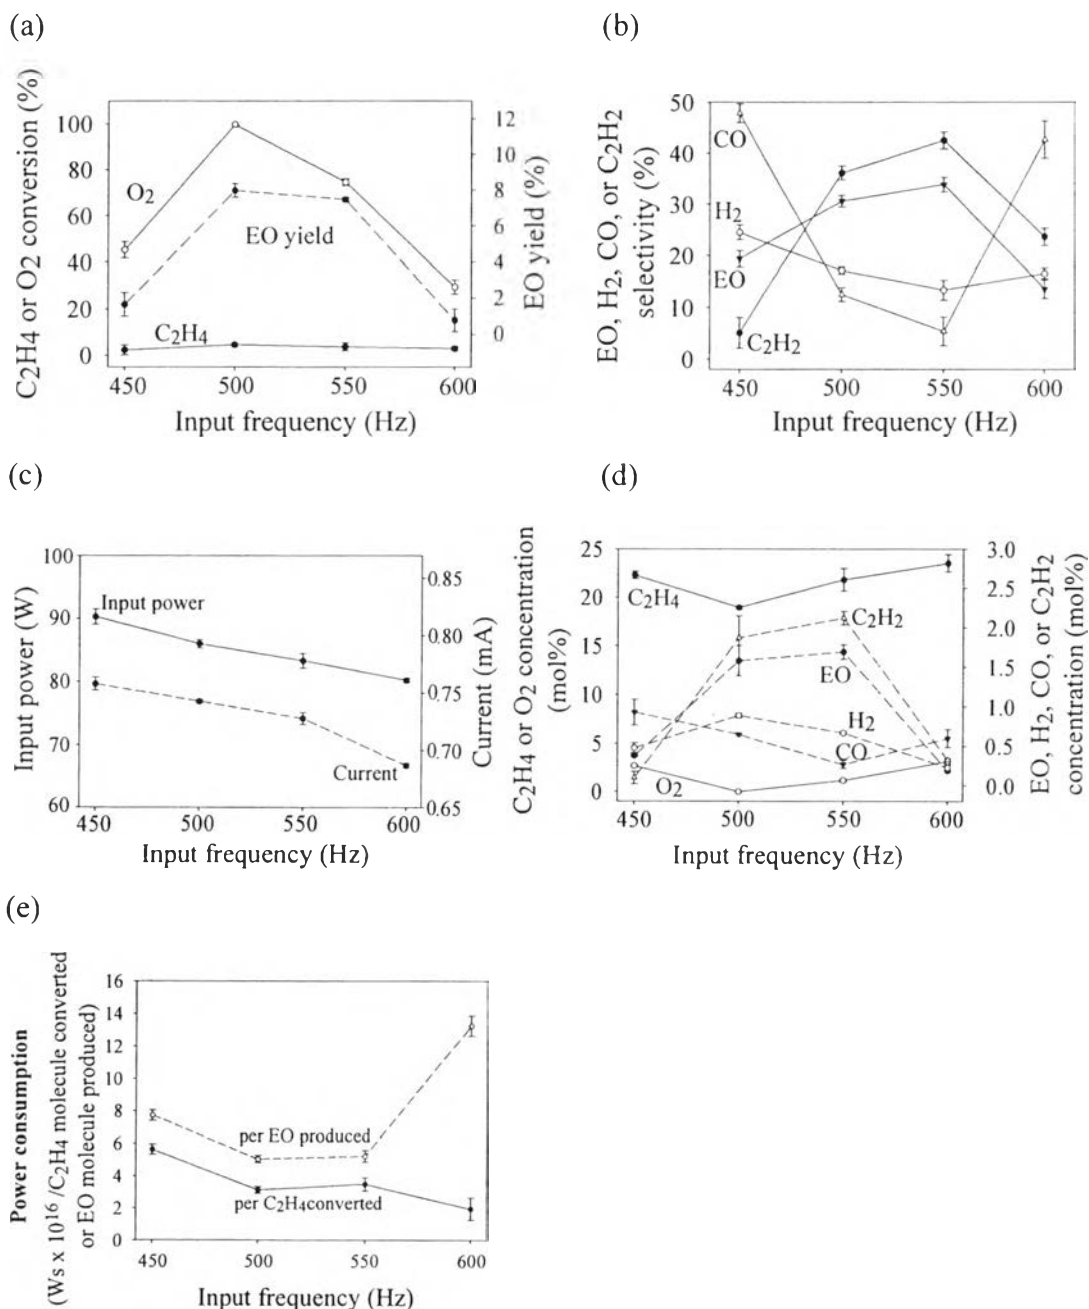 (a)
C2H4 or O2 conversion (%)
100
80
60
40
20
0
O2
EO yield
C2H4
12
10
8
6
4
2
0
EO yield (%)
450 500 550 600
Input frequency (Hz)
(b)
EO, H2, CO, or C2H2
selectivity (%)
50
40
30
20
10
0
CO
H2
EO
C2H2
450 500 550 600
Input frequency (Hz)
(c)
Input power (W)
100
90
80
70
60
Input power
Current
0.85
0.80
0.75
0.70
0.65
Current (mA)
450 500 550 600
Input frequency (Hz)
(d)
C2H4 or O2 concentration
(mol%)
25
20
15
10
5
0
C2H4
C2H2
EO
H2
CO
O2
3.0
2.5
2.0
1.5
1.0
0.5
0.0
EO, H2, CO, or C2H2
concentration (mol%)
450 500 550 600
Input frequency (Hz)
(e)
Power consumption
(Ws x 10^16 /C2H4 molecule converted
or EO molecule produced)
16
14
12
10
8
6
4
2
0
per EO produced
per C2H4converted
450 500 550 600
Input frequency (Hz)